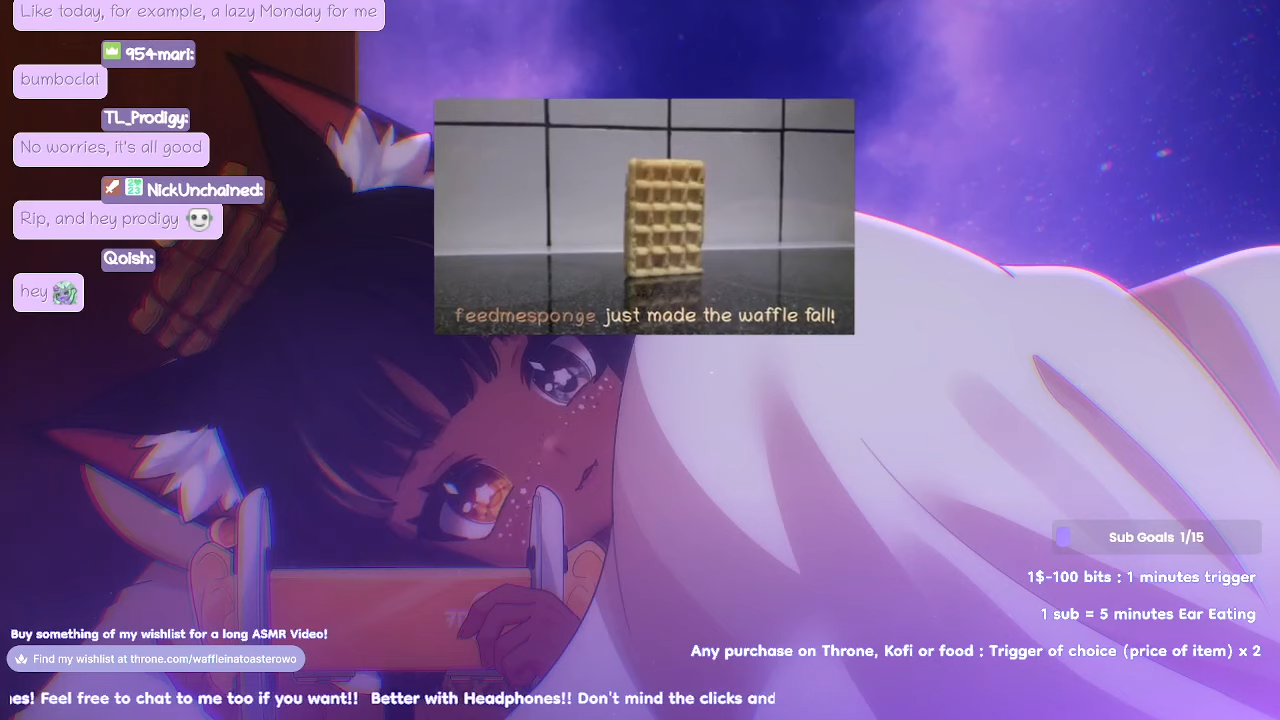 Like today, for example, a lazy Monday for me
954mari:
bumboclat
TL_Prodigy:
No worries, it's all good
NickUnchained:
Rip, and hey prodigy
Qoish:
hey
feedmesponge just made the waffle fall!
Sub Goals 1/15
1$-100 bits : 1 minutes trigger
1 sub = 5 minutes Ear Eating
Any purchase on Throne, Kofi or food : Trigger of choice (price of item) x 2
Buy something of my wishlist for a long ASMR Video!
Find my wishlist at throne.com/waffleinatoasterowo
Feel free to chat to me too if you want!! Better with Headphones!! Don't mind the clicks and